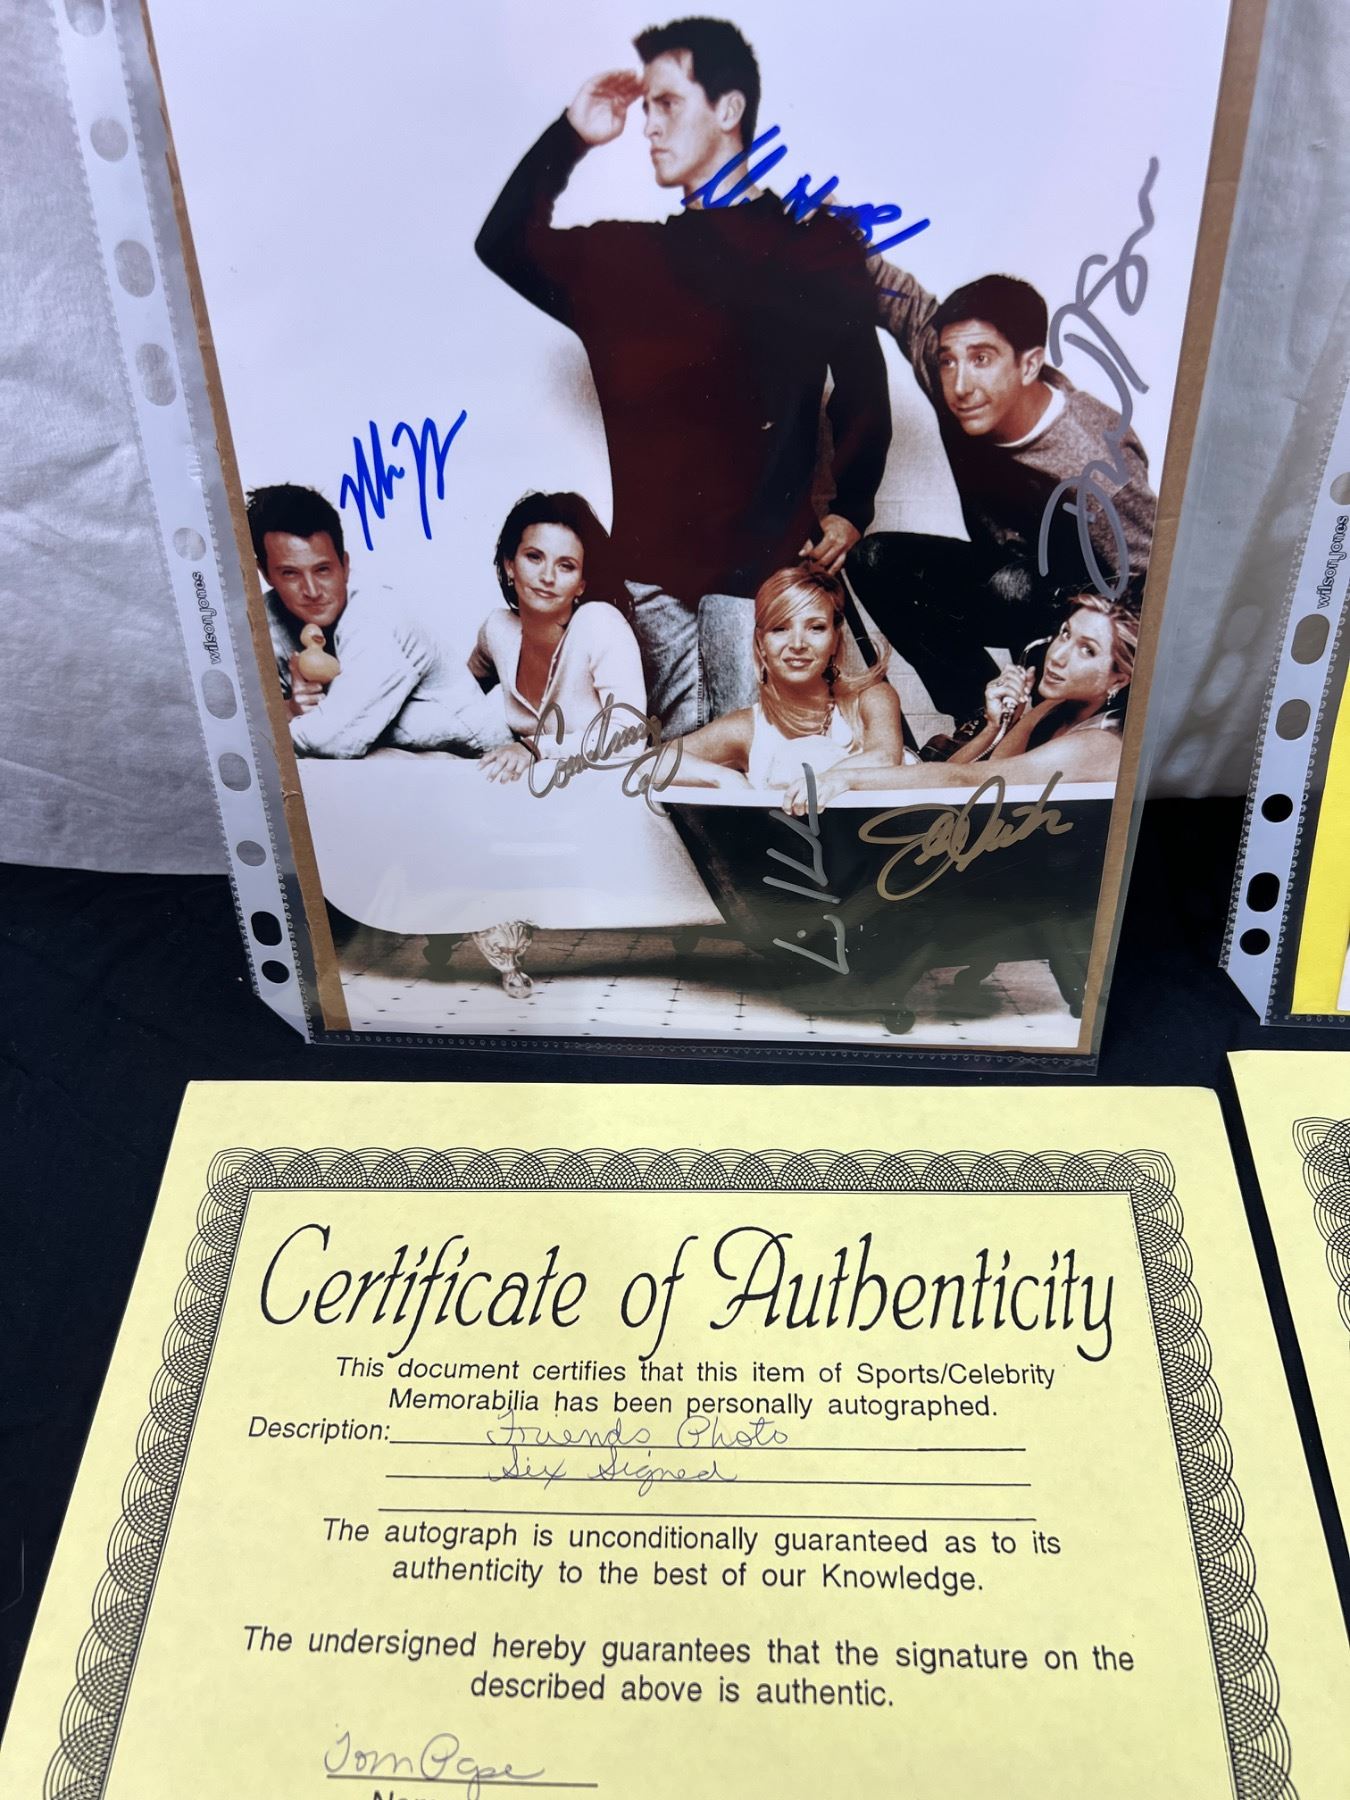 wilson jones
wilson jones
Courteney
Certificate of Authenticity
This document certifies that this item of Sports/Celebrity
Memorabilia has been personally autographed.
Description: Friends Photo
Six Signed
The autograph is unconditionally guaranteed as to its
authenticity to the best of our Knowledge.
The undersigned hereby guarantees that the signature on the
described above is authentic.
Tom Pape